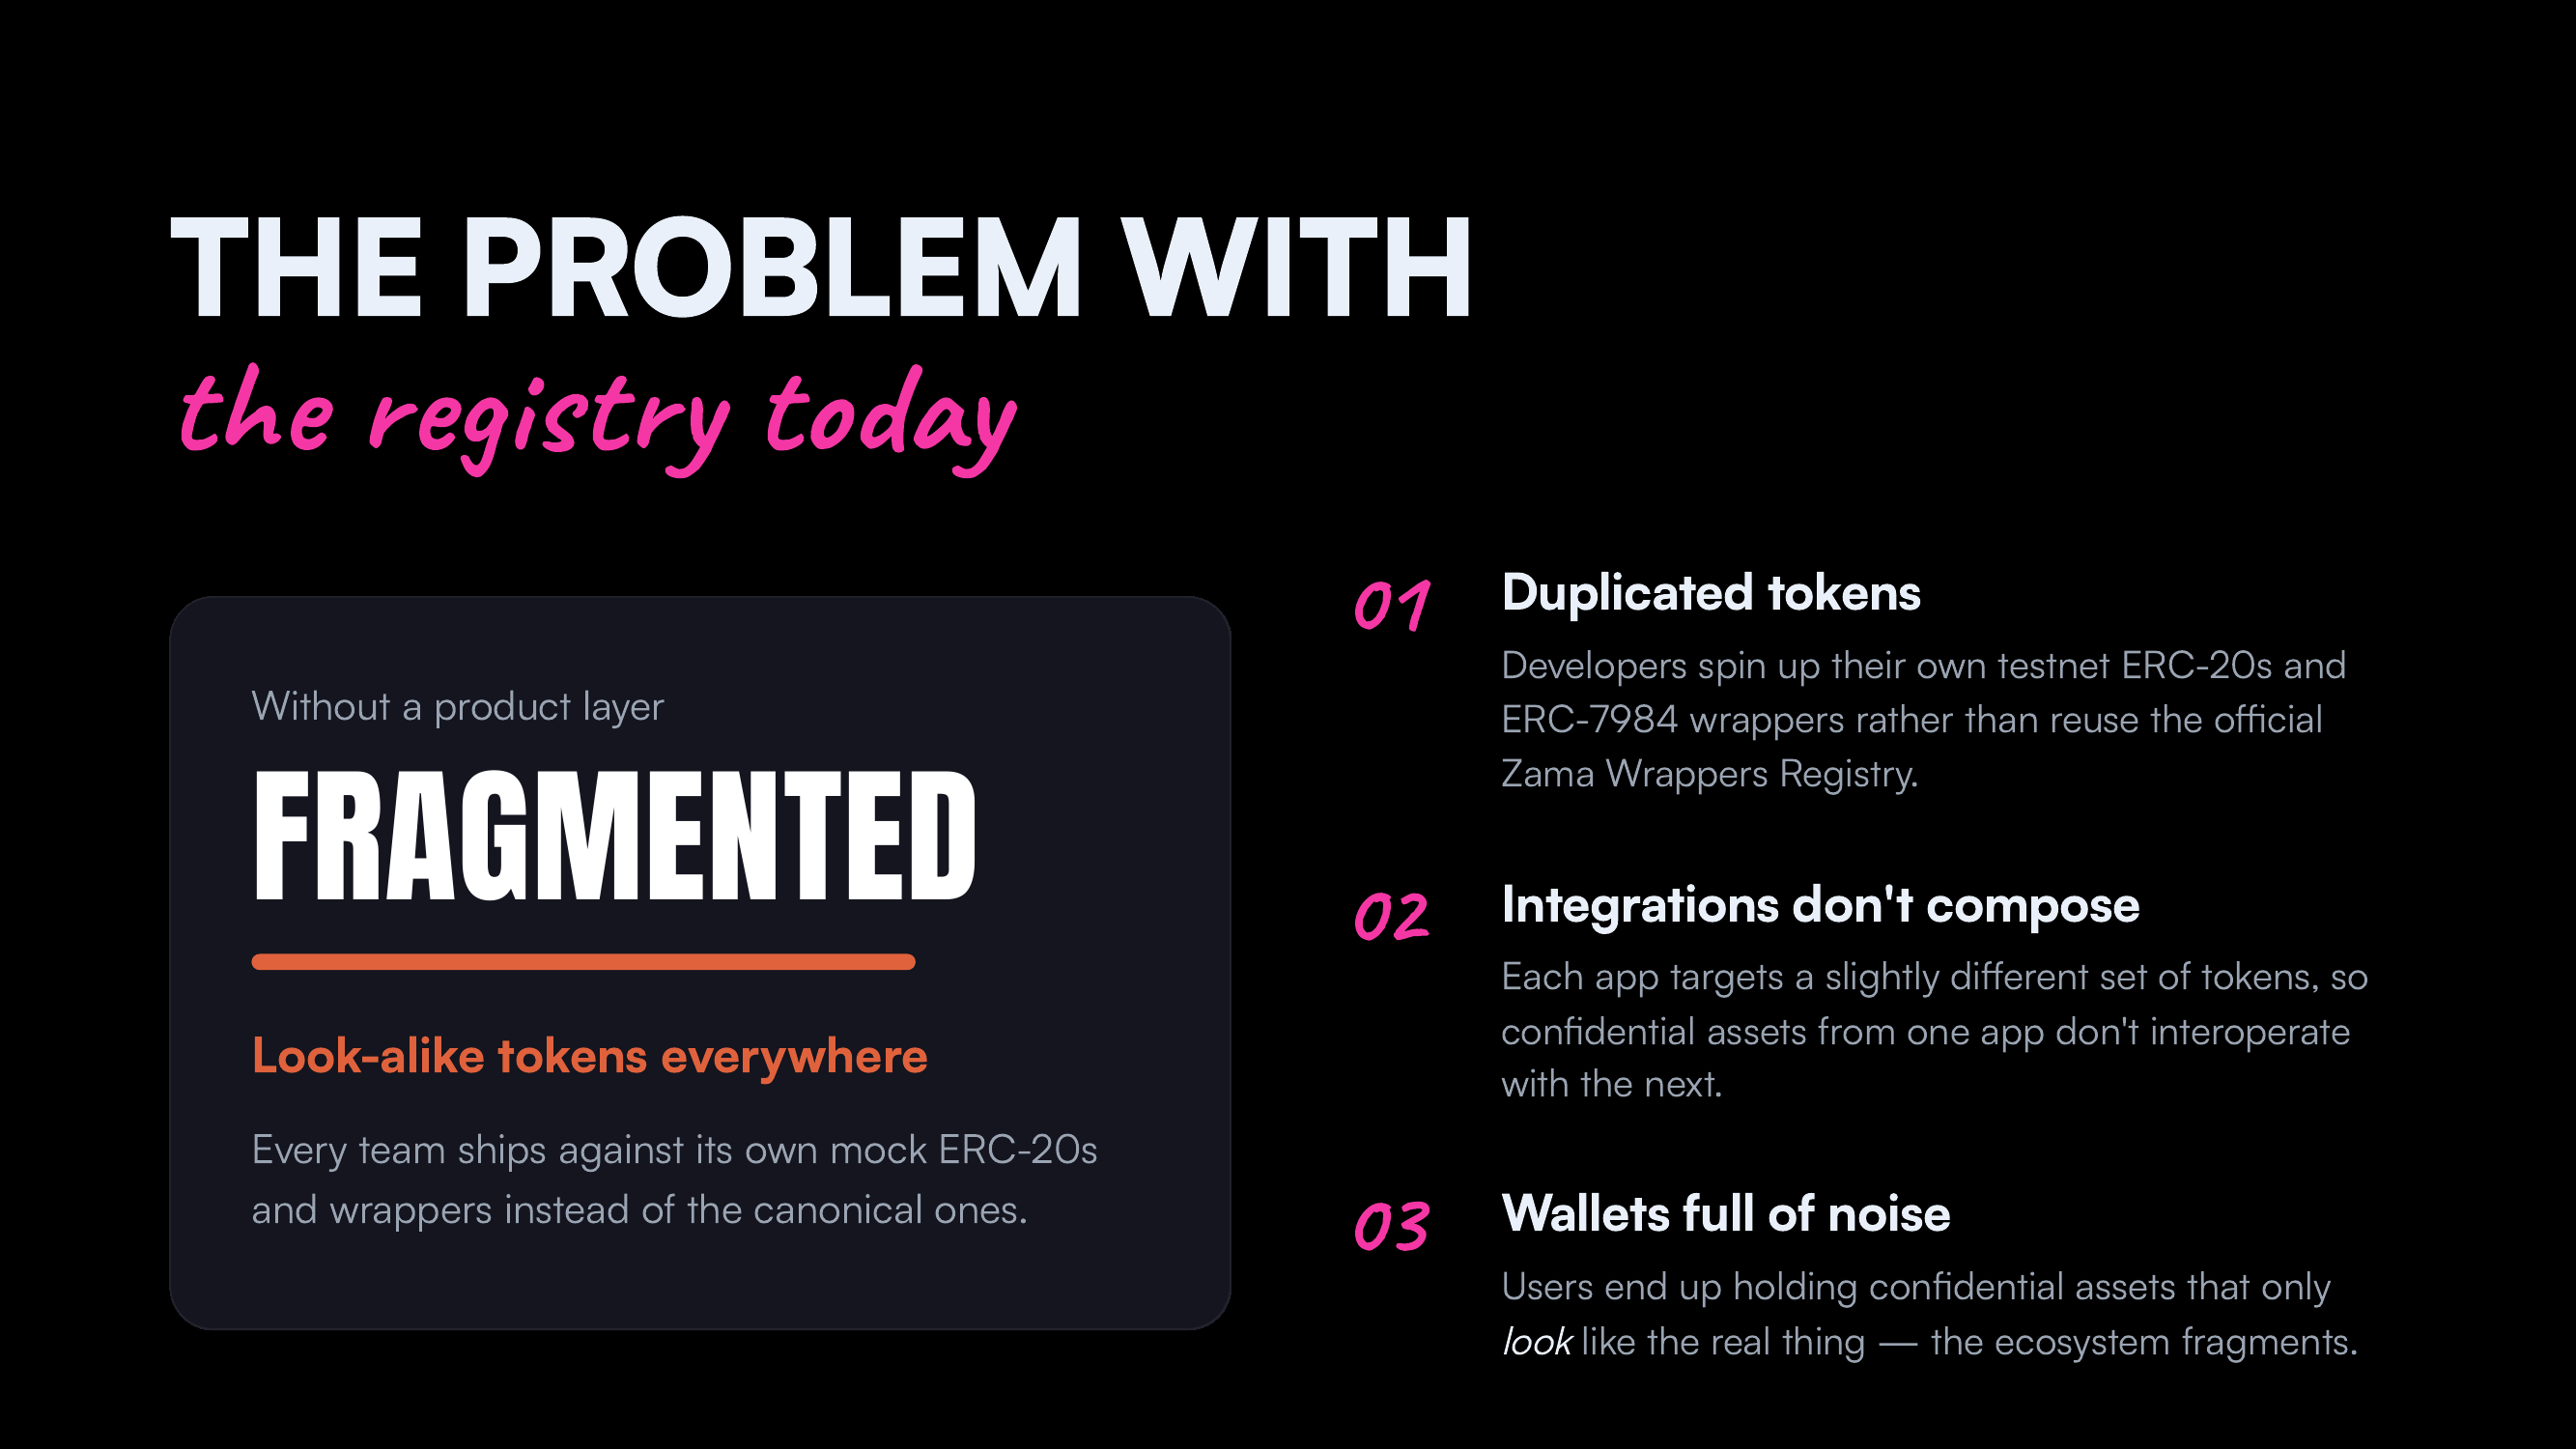 THE PROBLEM WITH
the registry today
Without a product layer
FRAGMENTED
Look-alike tokens everywhere
Every team ships against its own mock ERC-20s
and wrappers instead of the canonical ones.
01
Duplicated tokens
Developers spin up their own testnet ERC-20s and
ERC-7984 wrappers rather than reuse the official
Zama Wrappers Registry.
02
Integrations don't compose
Each app targets a slightly different set of tokens, so
confidential assets from one app don't interoperate
with the next.
03
Wallets full of noise
Users end up holding confidential assets that only
look like the real thing — the ecosystem fragments.